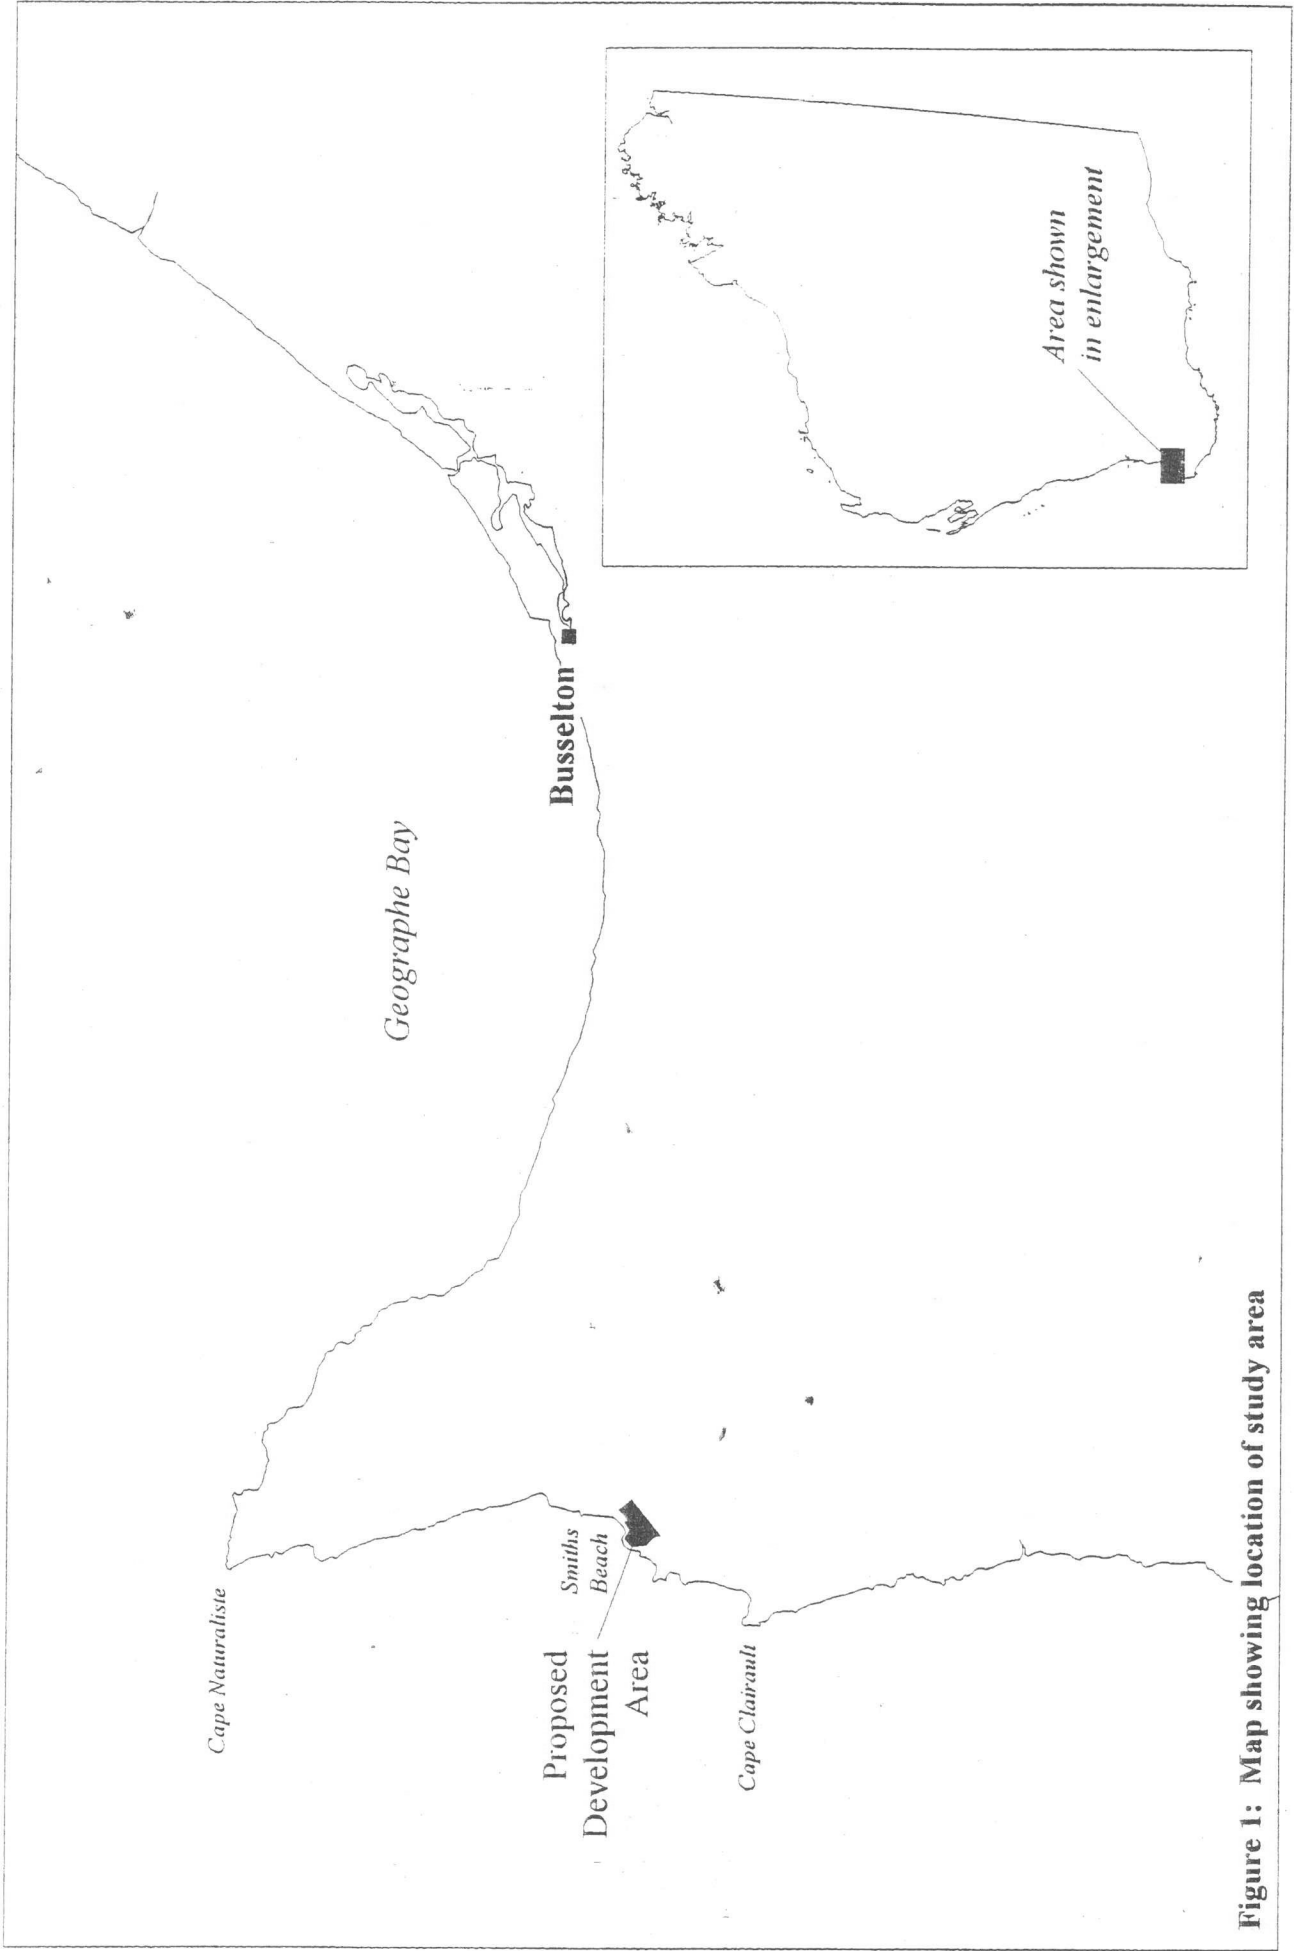 Cape Naturaliste
Geographe Bay
Busselton
Smiths
Beach
Proposed
Development
Area
Cape Clairault
Area shown
in enlargement
Figure 1: Map showing location of study area